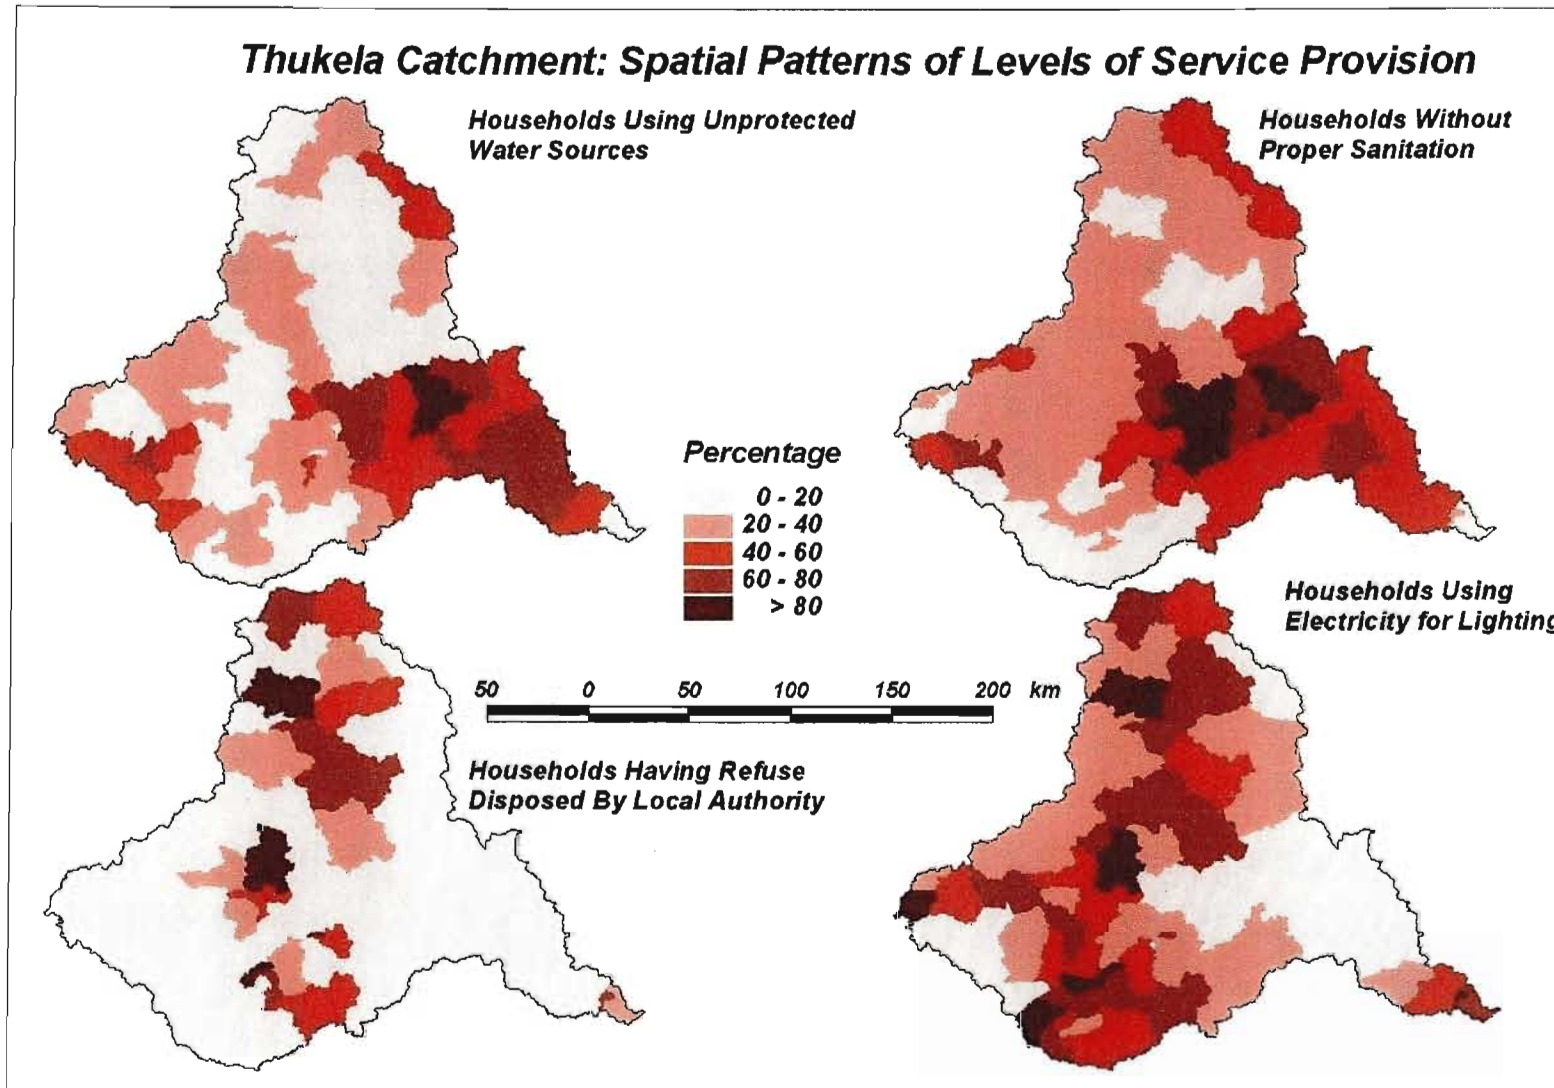 Thukela Catchment: Spatial Patterns of Levels of Service Provision
Households Using Unprotected
Water Sources
Households Without
Proper Sanitation
Percentage
0 - 20
20 - 40
40 - 60
60 - 80
> 80
Households Using
Electricity for Lighting
50 0 50 100 150 200 km
Households Having Refuse
Disposed By Local Authority